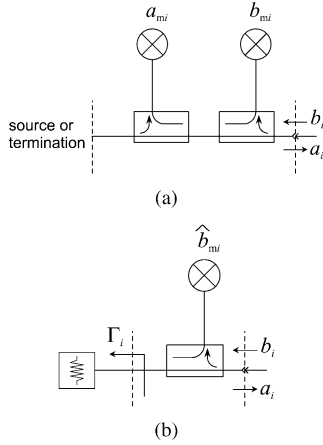 a_mi b_mi
source or
termination
b_i
a_i
(a)
b̂_mi
Γ_i
b_i
a_i
(b)